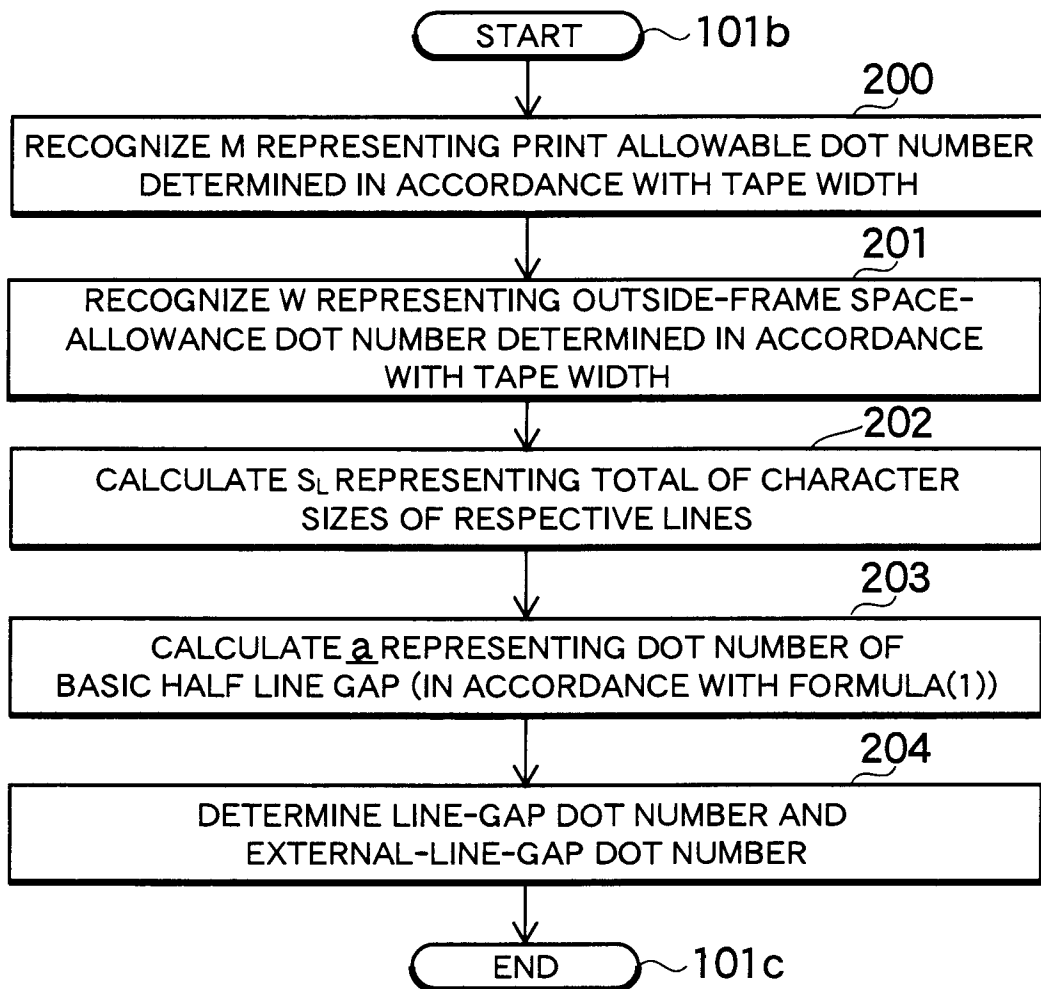 START 101b
200
RECOGNIZE M REPRESENTING PRINT ALLOWABLE DOT NUMBER
DETERMINED IN ACCORDANCE WITH TAPE WIDTH
201
RECOGNIZE W REPRESENTING OUTSIDE-FRAME SPACE-
ALLOWANCE DOT NUMBER DETERMINED IN ACCORDANCE
WITH TAPE WIDTH
202
CALCULATE SL REPRESENTING TOTAL OF CHARACTER
SIZES OF RESPECTIVE LINES
203
CALCULATE a REPRESENTING DOT NUMBER OF
BASIC HALF LINE GAP (IN ACCORDANCE WITH FORMULA(1))
204
DETERMINE LINE-GAP DOT NUMBER AND
EXTERNAL-LINE-GAP DOT NUMBER
END 101c